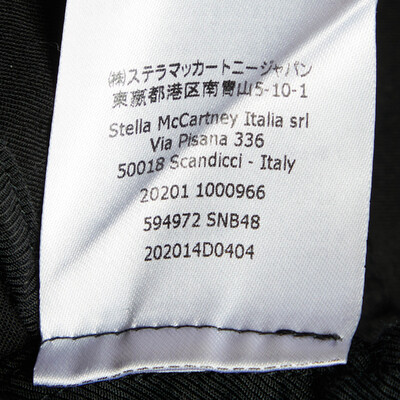 (株)ステラマッカートニージャパン
東京都港区南青山5-10-1
Stella McCartney Italia srl
Via Pisana 336
50018 Scandicci - Italy
20201 1000966
594972 SNB48
202014D0404